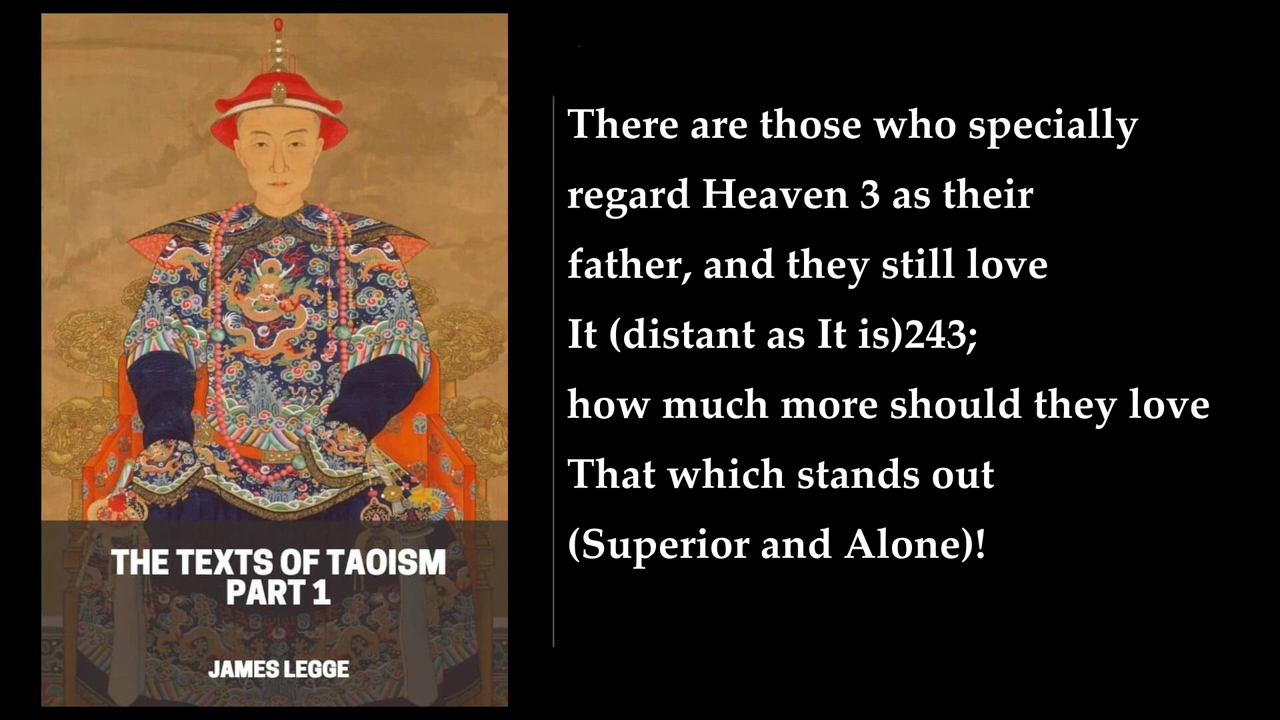 THE TEXTS OF TAOISM
PART 1
JAMES LEGGE
There are those who specially
regard Heaven 3 as their
father, and they still love
It (distant as It is)243;
how much more should they love
That which stands out
(Superior and Alone)!